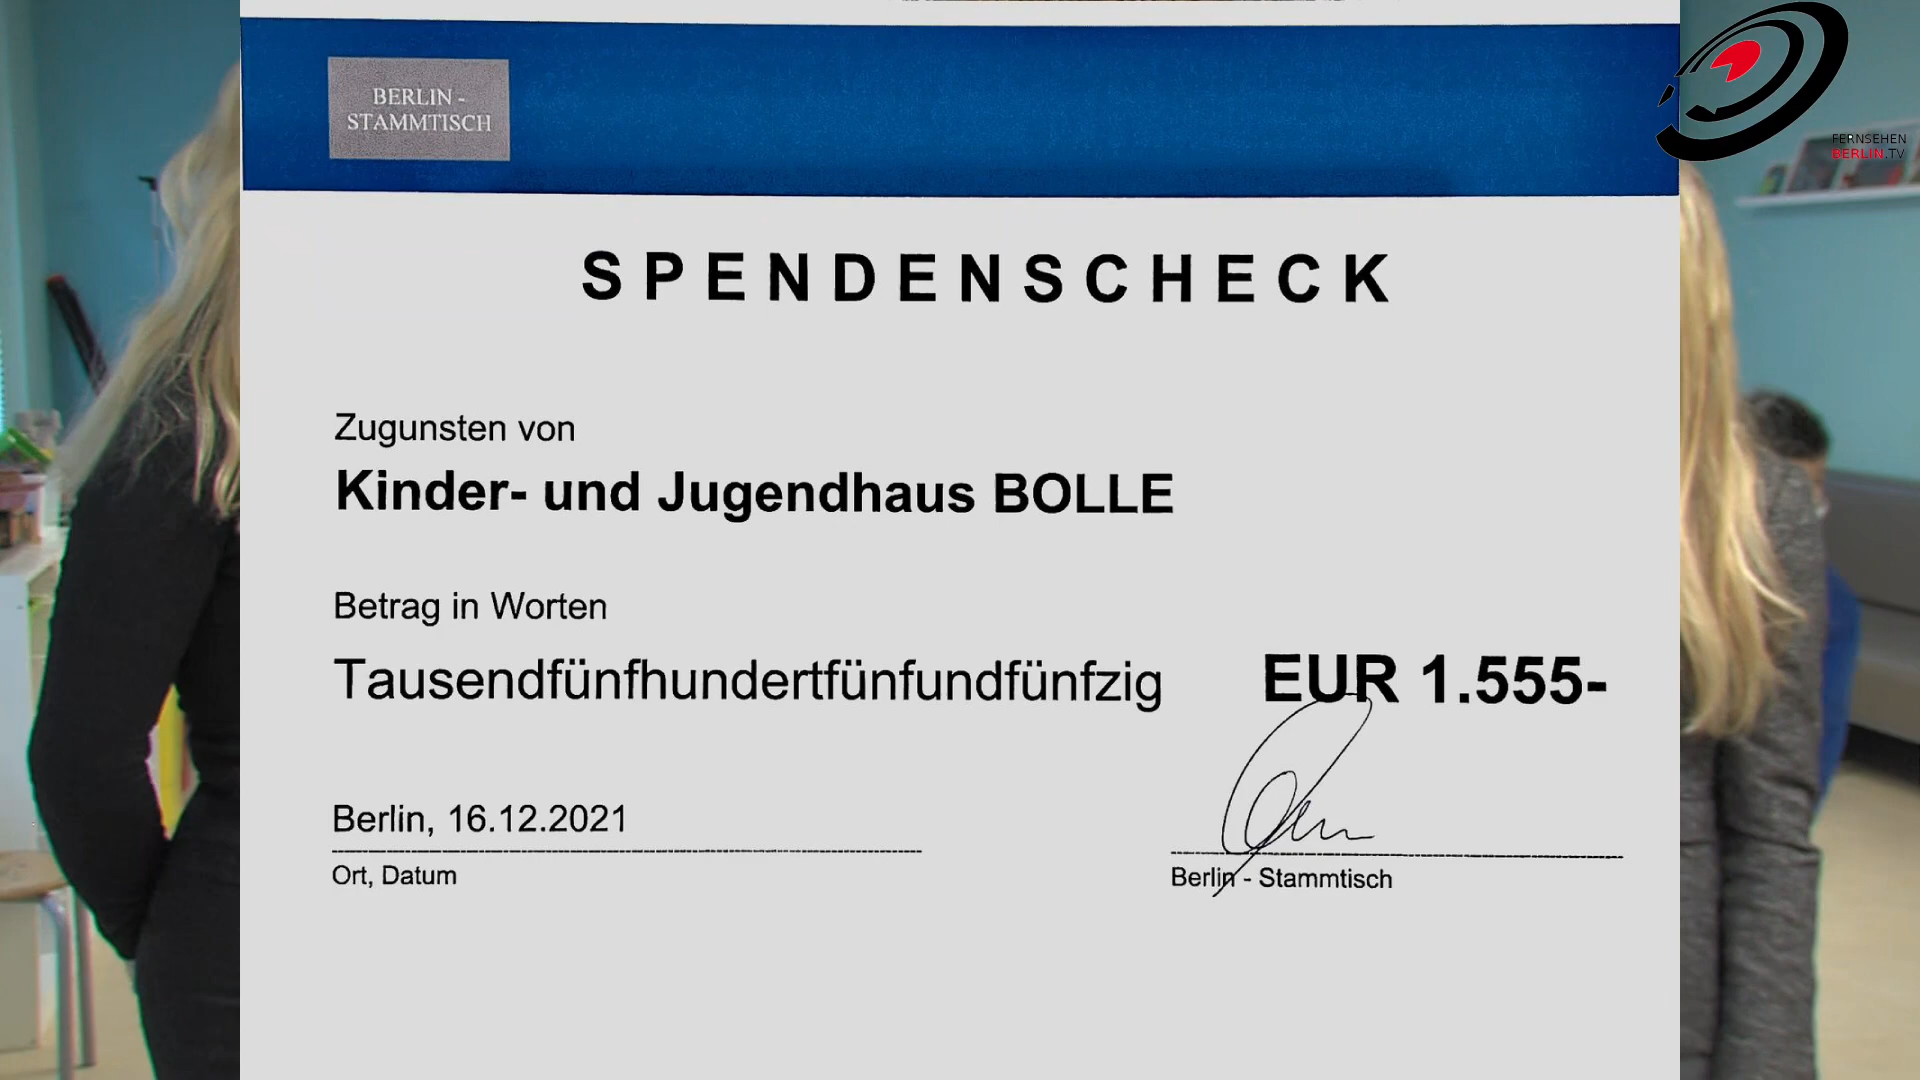 BERLIN -
STAMMTISCH
FERNSEHEN
BERLIN.TV
SPENDENSCHECK
Zugunsten von
Kinder- und Jugendhaus BOLLE
Betrag in Worten
Tausendfünfhundertfünfundfünfzig EUR 1.555-
Berlin, 16.12.2021
Ort, Datum
Berlin - Stammtisch